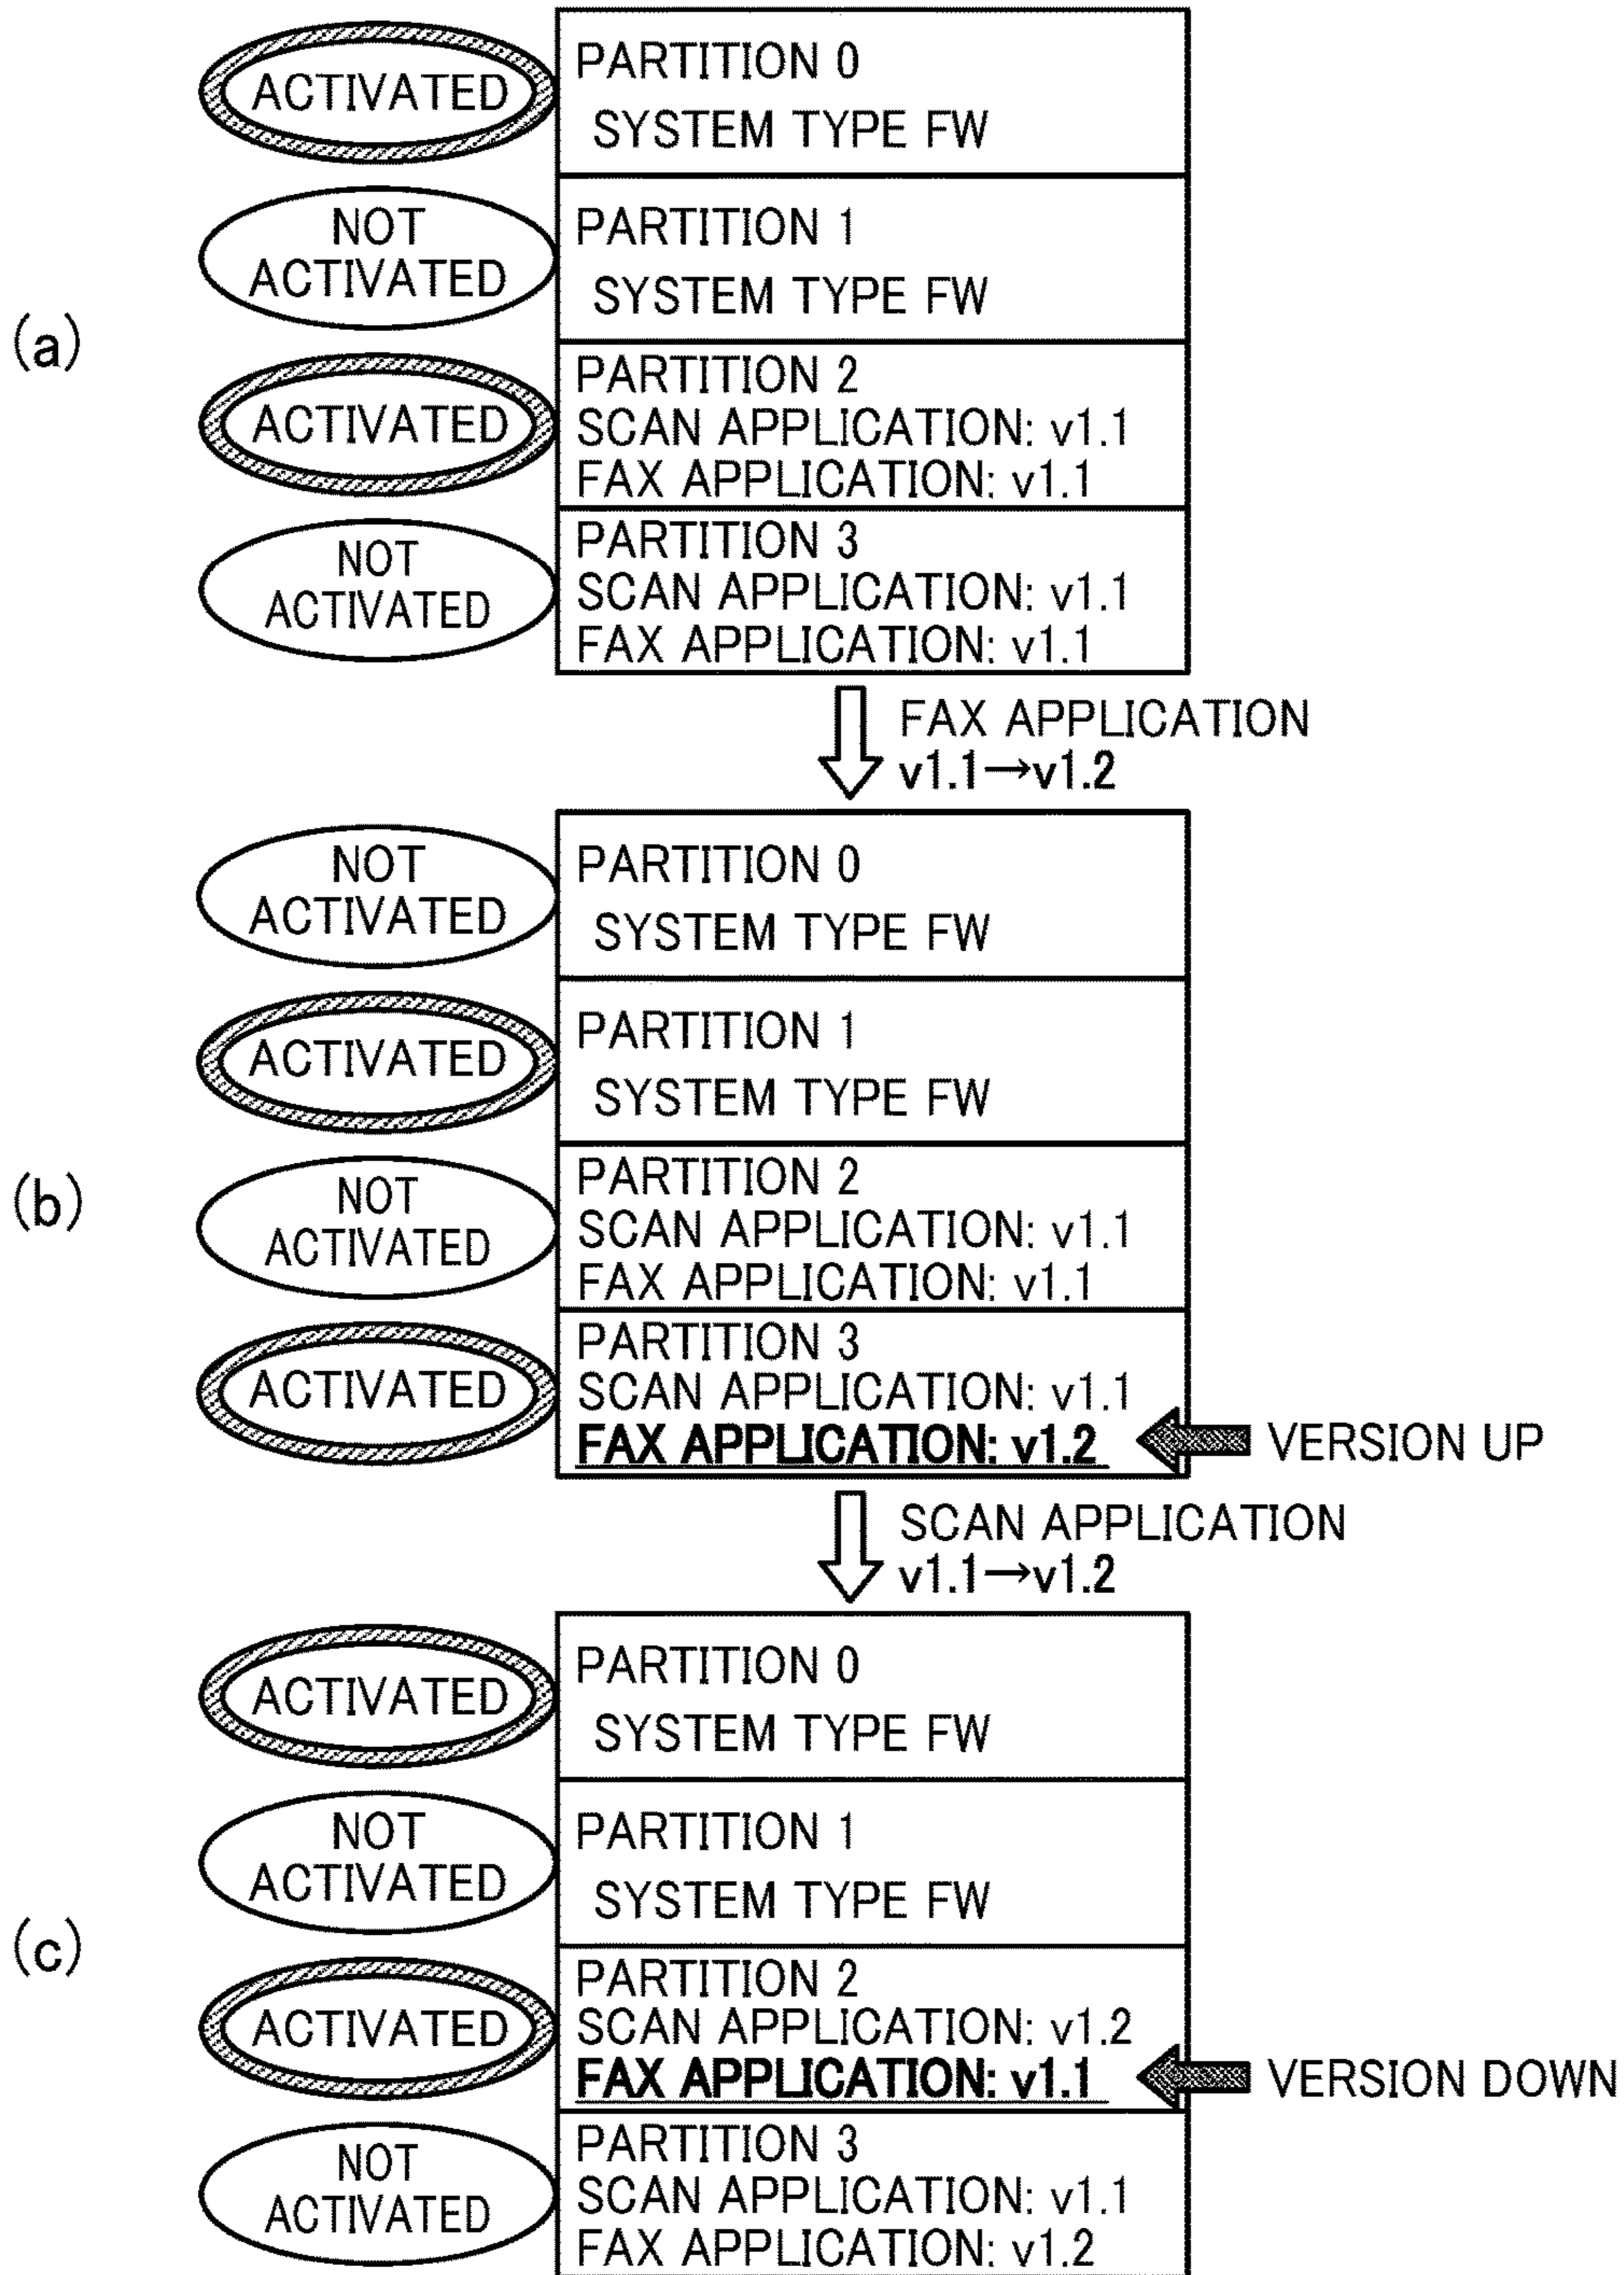 (a)
ACTIVATED
PARTITION 0
SYSTEM TYPE FW
NOT
ACTIVATED
PARTITION 1
SYSTEM TYPE FW
ACTIVATED
PARTITION 2
SCAN APPLICATION: v1.1
FAX APPLICATION: v1.1
NOT
ACTIVATED
PARTITION 3
SCAN APPLICATION: v1.1
FAX APPLICATION: v1.1
FAX APPLICATION
v1.1→v1.2
(b)
NOT
ACTIVATED
PARTITION 0
SYSTEM TYPE FW
ACTIVATED
PARTITION 1
SYSTEM TYPE FW
NOT
ACTIVATED
PARTITION 2
SCAN APPLICATION: v1.1
FAX APPLICATION: v1.1
ACTIVATED
PARTITION 3
SCAN APPLICATION: v1.1
FAX APPLICATION: v1.2
VERSION UP
SCAN APPLICATION
v1.1→v1.2
(c)
ACTIVATED
PARTITION 0
SYSTEM TYPE FW
NOT
ACTIVATED
PARTITION 1
SYSTEM TYPE FW
ACTIVATED
PARTITION 2
SCAN APPLICATION: v1.2
FAX APPLICATION: v1.1
VERSION DOWN
NOT
ACTIVATED
PARTITION 3
SCAN APPLICATION: v1.1
FAX APPLICATION: v1.2